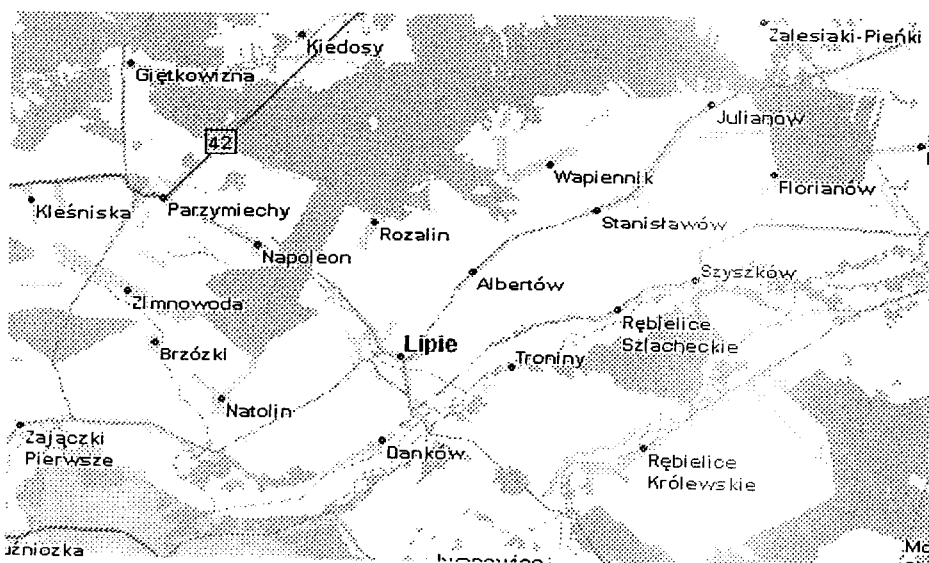 Zalesiaki-Pieńki
Kiedosy
Giętkowizna
Julianów
42
Wapiennik
Florianów
Kleśniska
Parzymiechy
Stanisławów
Rozalin
Napoleon
Szyszków
Albertów
Zimnowoda
Rębielice
Szlacheckie
Lipie
Brzózki
Troniny
Natolin
Zajączki
Pierwsze
Danków
Rębielice
Królewskie